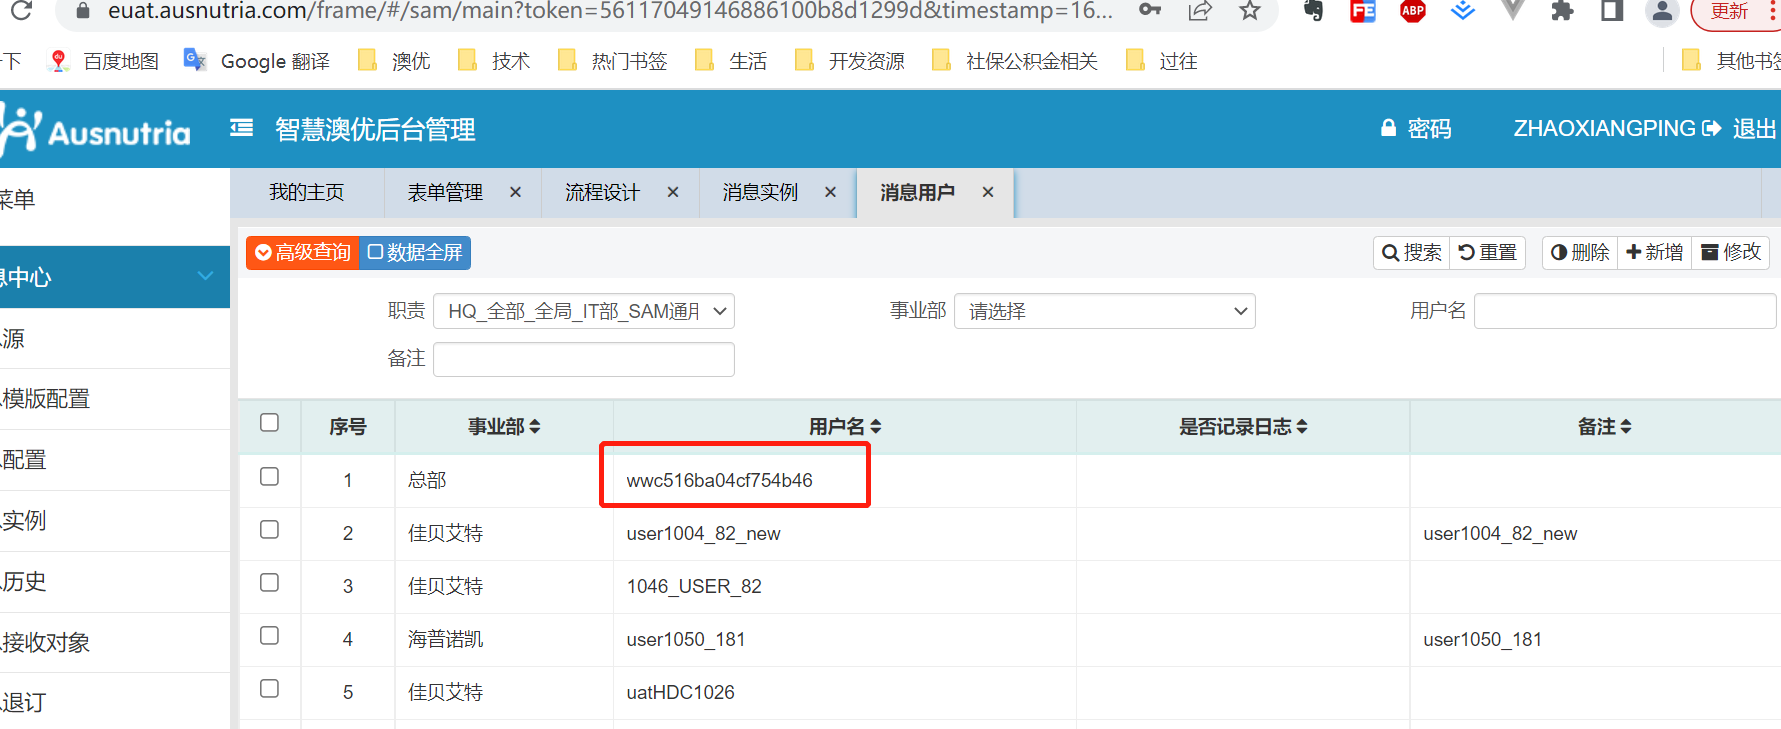 euat.ausnutria.com/frame/#/sam/main?token=56117049146886100b8d1299d&timestamp=16...
FE
ABP
更新
下
百度地图
Google 翻译
澳优
技术
热门书签
生活
开发资源
社保公积金相关
过往
其他书签
Ausnutria
智慧澳优后台管理
密码
ZHAOXIANGPING
退出
菜单
我的主页
表单管理 ×
流程设计 ×
消息实例 ×
消息用户 ×
高级查询
数据全屏
搜索
重置
删除
新增
修改
息中心
职责
HQ_全部_全局_IT部_SAM通用
事业部
请选择
用户名
备注
源
模版配置
配置
实例
历史
接收对象
退订
序号 事业部 用户名 是否记录日志 备注
1 总部 wwc516ba04cf754b46
2 佳贝艾特 user1004_82_new user1004_82_new
3 佳贝艾特 1046_USER_82
4 海普诺凯 user1050_181 user1050_181
5 佳贝艾特 uatHDC1026